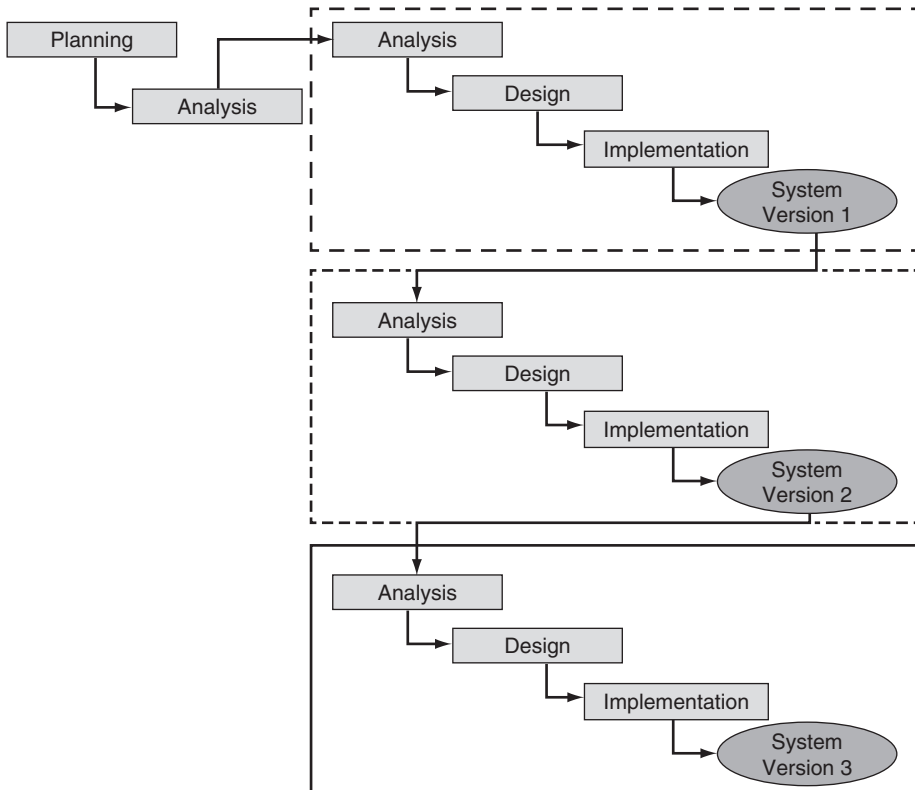 Planning
Analysis
Analysis
Design
Implementation
System
Version 1
Analysis
Design
Implementation
System
Version 2
Analysis
Design
Implementation
System
Version 3